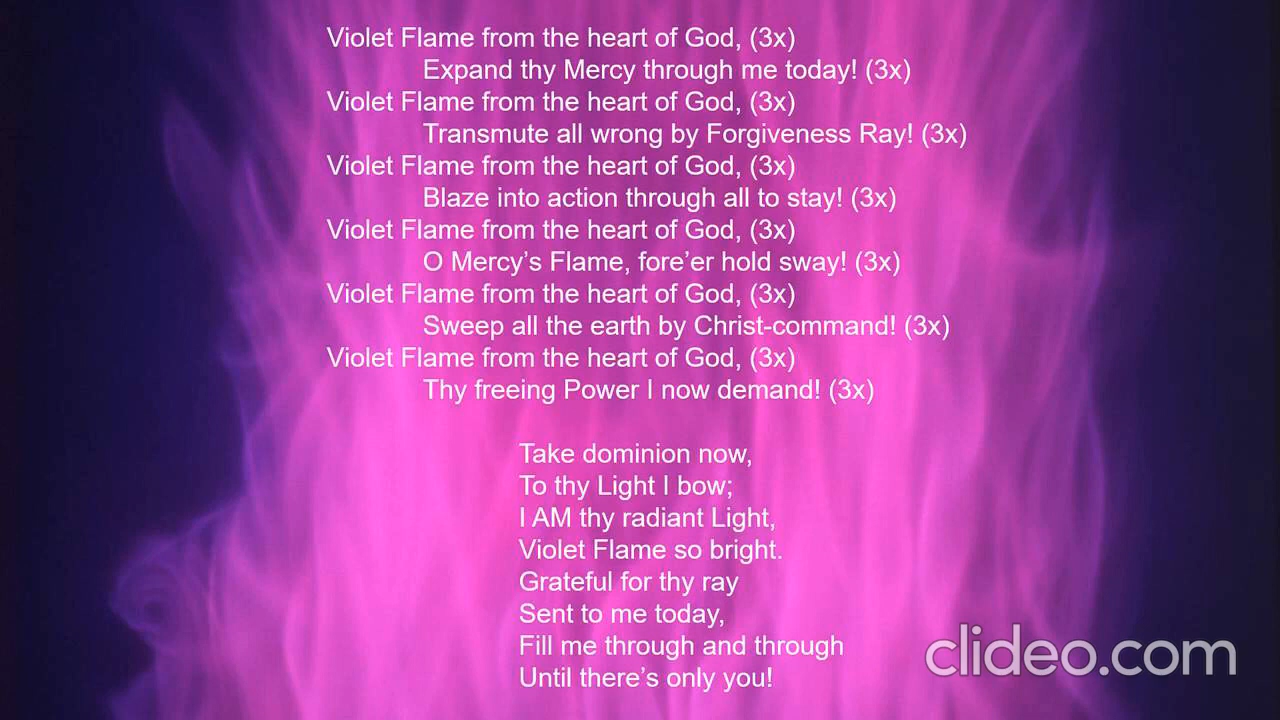 Violet Flame from the heart of God, (3x)
Expand thy Mercy through me today! (3x)
Violet Flame from the heart of God, (3x)
Transmute all wrong by Forgiveness Ray! (3x)
Violet Flame from the heart of God, (3x)
Blaze into action through all to stay! (3x)
Violet Flame from the heart of God, (3x)
O Mercy’s Flame, fore’er hold sway! (3x)
Violet Flame from the heart of God, (3x)
Sweep all the earth by Christ-command! (3x)
Violet Flame from the heart of God, (3x)
Thy freeing Power I now demand! (3x)
Take dominion now,
To thy Light I bow;
I AM thy radiant Light,
Violet Flame so bright.
Grateful for thy ray
Sent to me today,
Fill me through and through
Until there’s only you!
clideo.com